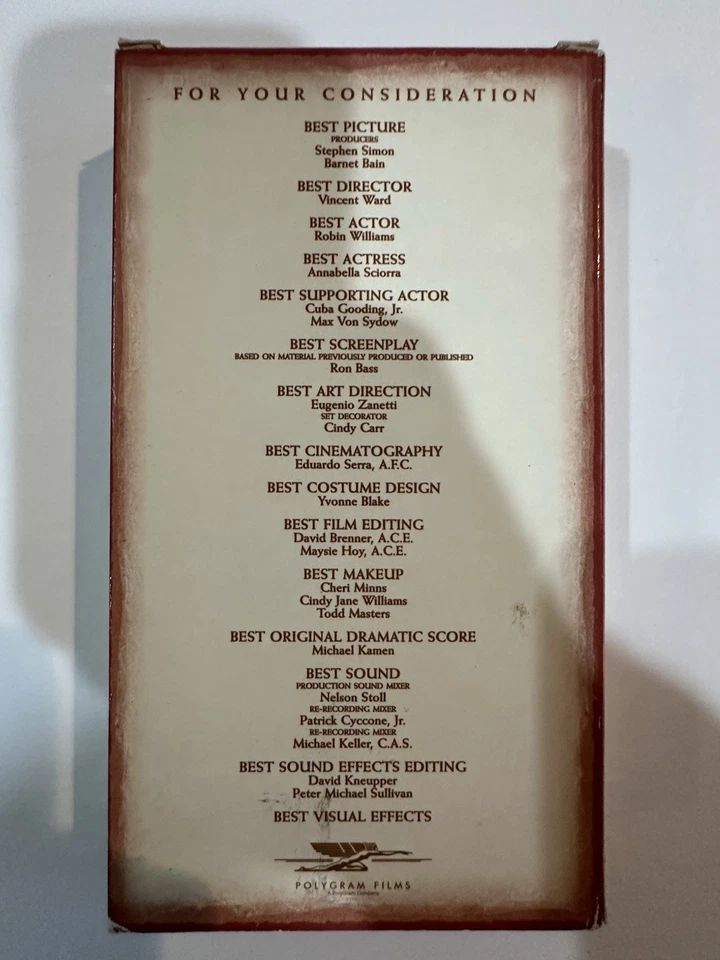 FOR YOUR CONSIDERATION
BEST PICTURE
PRODUCERS
Stephen Simon
Barnet Bain
BEST DIRECTOR
Vincent Ward
BEST ACTOR
Robin Williams
BEST ACTRESS
Annabella Sciorra
BEST SUPPORTING ACTOR
Cuba Gooding, Jr.
Max Von Sydow
BEST SCREENPLAY
BASED ON MATERIAL PREVIOUSLY PRODUCED OR PUBLISHED
Ron Bass
BEST ART DIRECTION
Eugenio Zanetti
SET DECORATOR
Cindy Carr
BEST CINEMATOGRAPHY
Eduardo Serra, A.F.C.
BEST COSTUME DESIGN
Yvonne Blake
BEST FILM EDITING
David Brenner, A.C.E.
Maysie Hoy, A.C.E.
BEST MAKEUP
Cheri Minns
Cindy Jane Williams
Todd Masters
BEST ORIGINAL DRAMATIC SCORE
Michael Kamen
BEST SOUND
PRODUCTION SOUND MIXER
Nelson Stoll
RE-RECORDING MIXER
Patrick Cyccone, Jr.
RE-RECORDING MIXER
Michael Keller, C.A.S.
BEST SOUND EFFECTS EDITING
David Kneupper
Peter Michael Sullivan
BEST VISUAL EFFECTS
POLYGRAM FILMS
A PolyGram Company